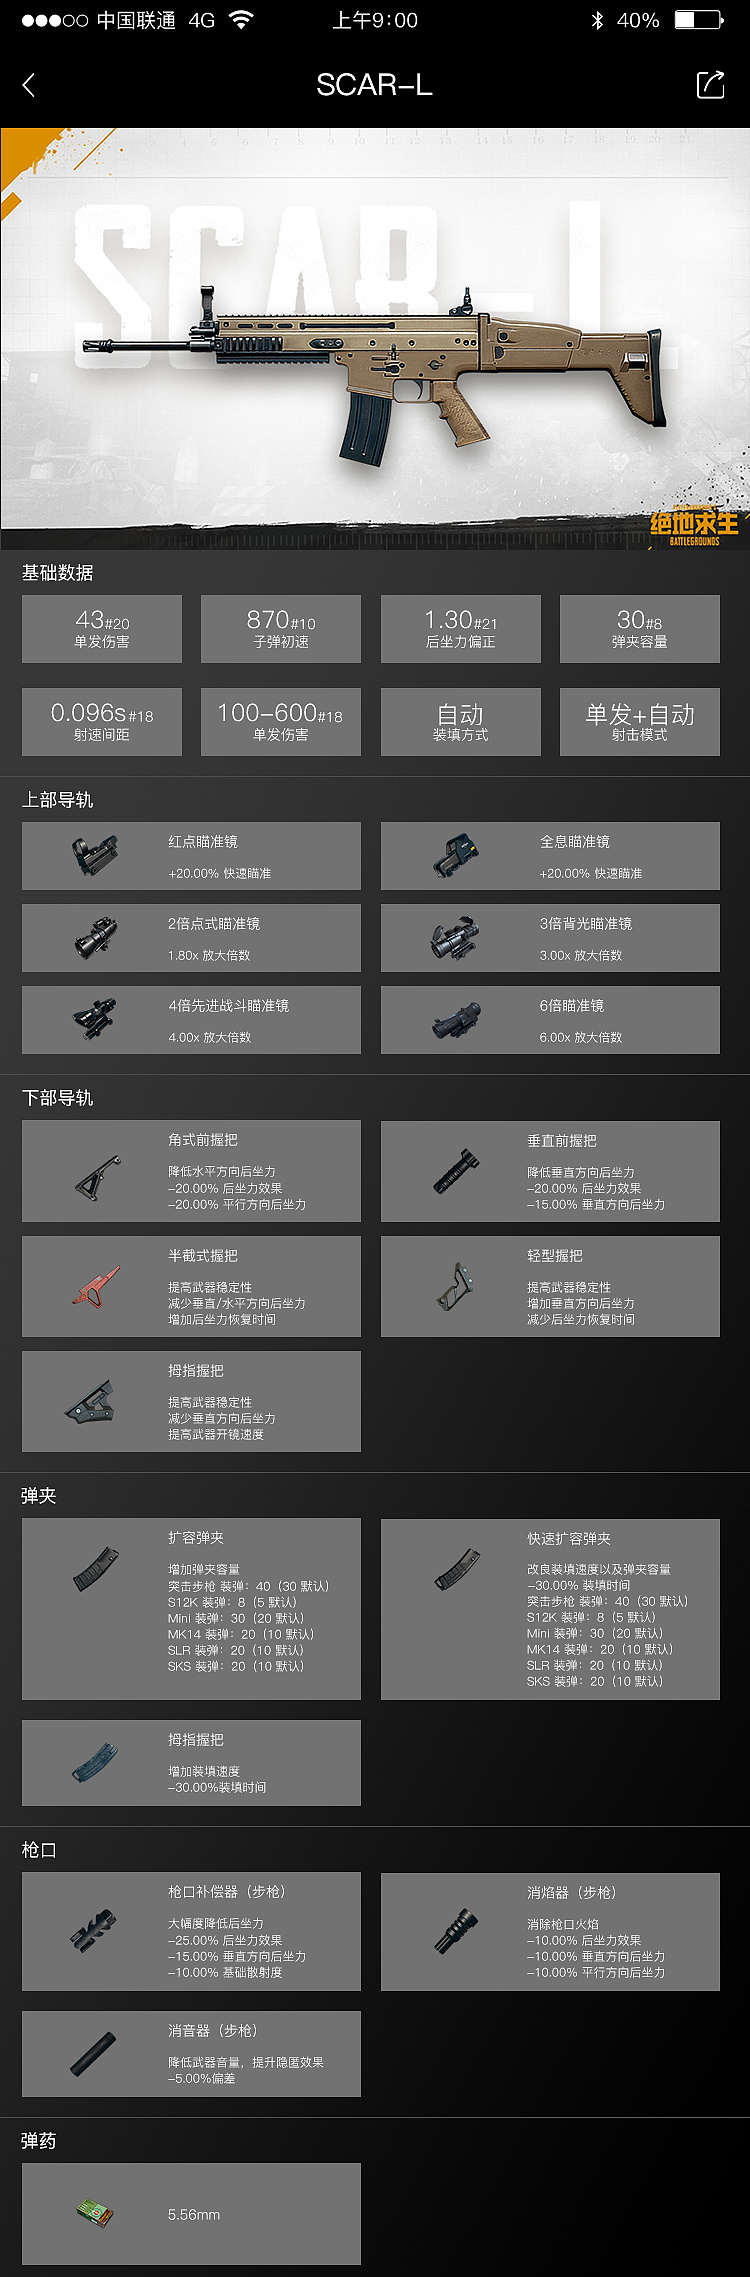 中国联通 4G 上午9:00 40%
SCAR-L
SCAR-L
绝地求生
BATTLEGROUNDS
基础数据
43#20
单发伤害
870#10
子弹初速
1.30#21
后坐力偏正
30#8
弹夹容量
0.096s#18
射速间距
100-600#18
单发伤害
自动
装填方式
单发+自动
射击模式
上部导轨
红点瞄准镜
+20.00% 快速瞄准
全息瞄准镜
+20.00% 快速瞄准
2倍点式瞄准镜
1.80x 放大倍数
3倍背光瞄准镜
3.00x 放大倍数
4倍先进战斗瞄准镜
4.00x 放大倍数
6倍瞄准镜
6.00x 放大倍数
下部导轨
角式前握把
降低水平方向后坐力
-20.00% 后坐力效果
-20.00% 平行方向后坐力
垂直前握把
降低垂直方向后坐力
-20.00% 后坐力效果
-15.00% 垂直方向后坐力
半截式握把
提高武器稳定性
减少垂直/水平方向后坐力
增加后坐力恢复时间
轻型握把
提高武器稳定性
增加垂直方向后坐力
减少后坐力恢复时间
拇指握把
提高武器稳定性
减少垂直方向后坐力
提高武器开镜速度
弹夹
扩容弹夹
增加弹夹容量
突击步枪 装弹：40（30 默认）
S12K 装弹：8（5 默认）
Mini 装弹：30（20 默认）
MK14 装弹：20（10 默认）
SLR 装弹：20（10 默认）
SKS 装弹：20（10 默认）
快速扩容弹夹
改良装填速度以及弹夹容量
-30.00% 装填时间
突击步枪 装弹：40（30 默认）
S12K 装弹：8（5 默认）
Mini 装弹：30（20 默认）
MK14 装弹：20（10 默认）
SLR 装弹：20（10 默认）
SKS 装弹：20（10 默认）
拇指握把
增加装填速度
-30.00%装填时间
枪口
枪口补偿器（步枪）
大幅度降低后坐力
-25.00% 后坐力效果
-15.00% 垂直方向后坐力
-10.00% 基础散射度
消焰器（步枪）
消除枪口火焰
-10.00% 后坐力效果
-10.00% 垂直方向后坐力
-10.00% 平行方向后坐力
消音器（步枪）
降低武器音量，提升隐匿效果
-5.00%偏差
弹药
5.56mm